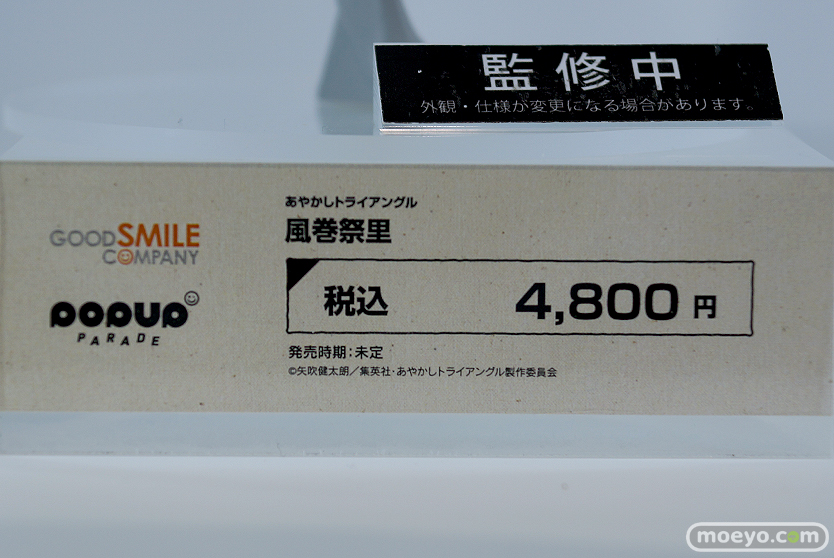 監修中
外観・仕様が変更になる場合があります。
GOOD SMILE
COMPANY
POPUP
PARADE
あやかしトライアングル
風巻祭里
税込 4,800円
発売時期:未定
©矢吹健太朗/集英社・あやかしトライアングル製作委員会
moeyo.com